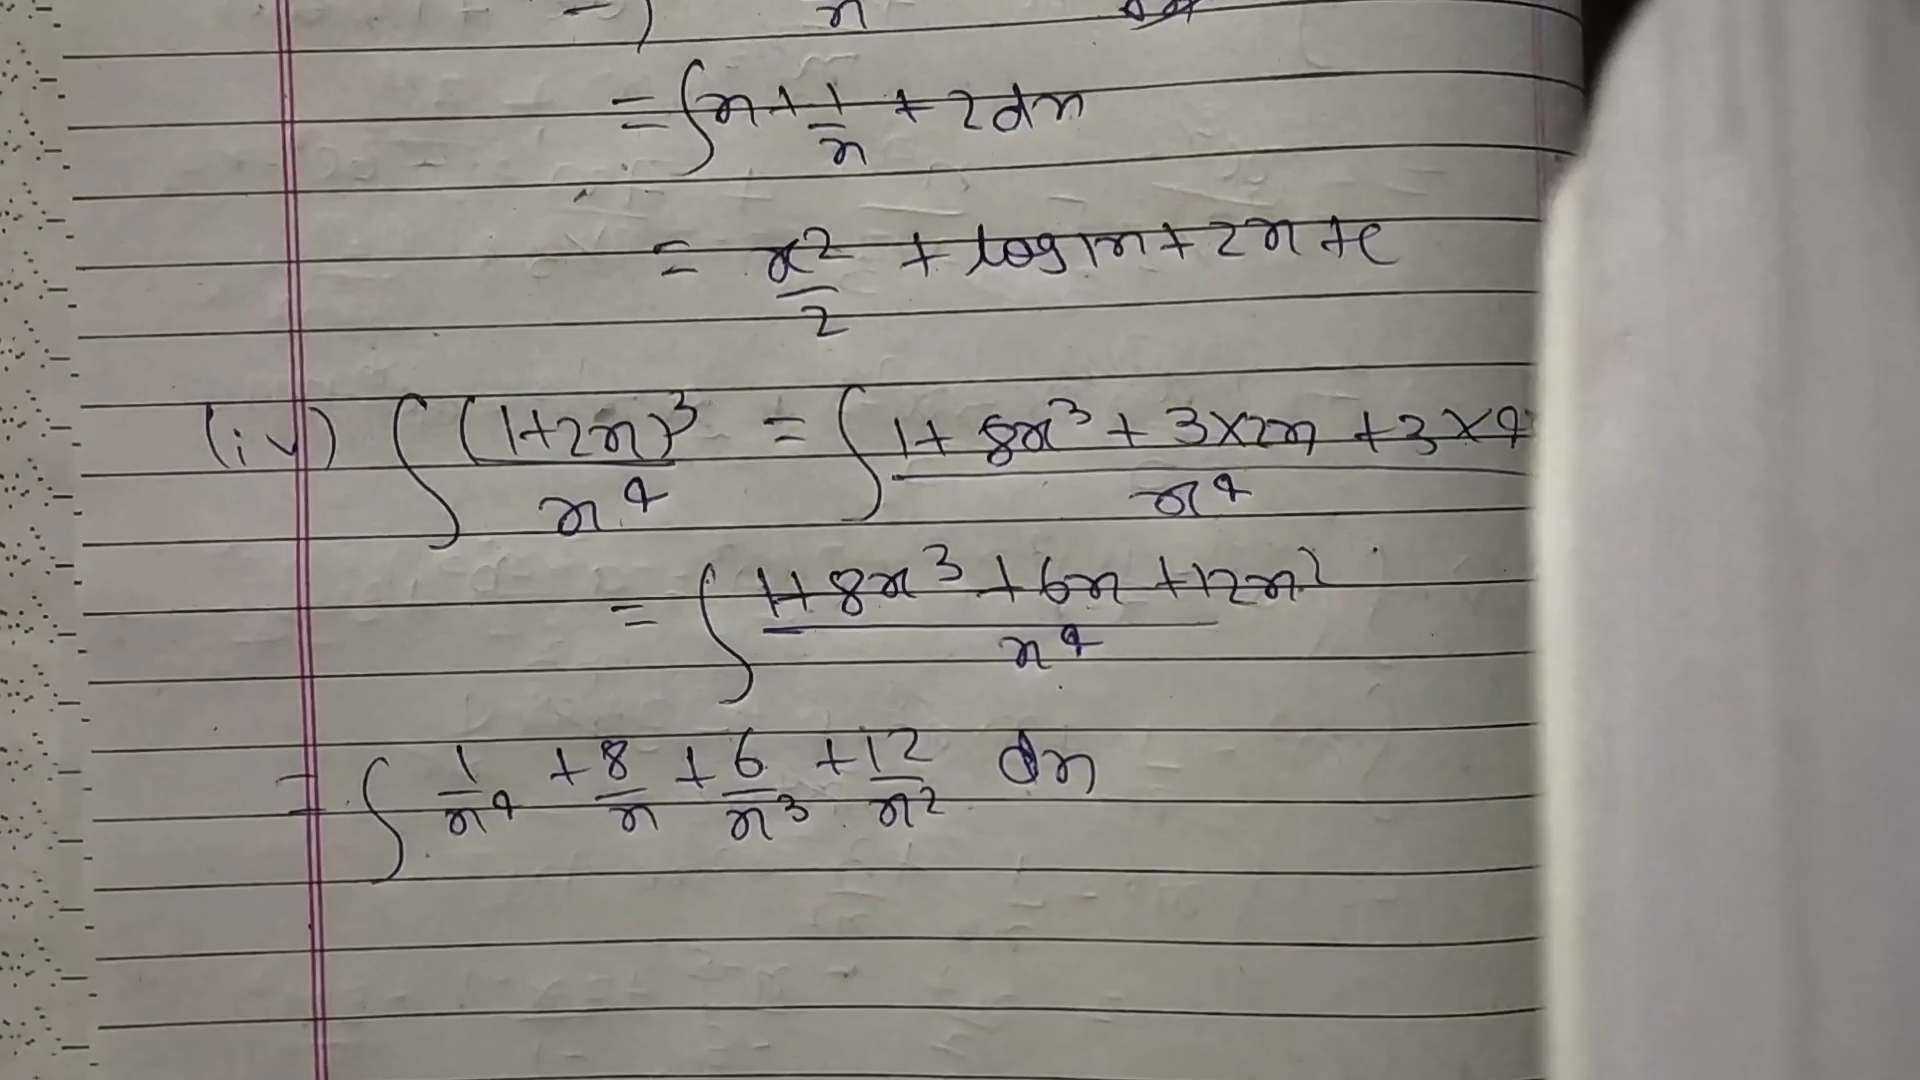 = ∫ x + 1/x + 2dx
= x²/2 + log|x + 2x + c
(iv) ∫ (1+2x)³/x⁴ = ∫ 1 + 8x³ + 3×2x + 3×4/x⁴
= ∫ 1+8x³+6x+12x²/x⁴
= ∫ 1/x⁴ + 8/x + 6/x³ + 12/x² dx